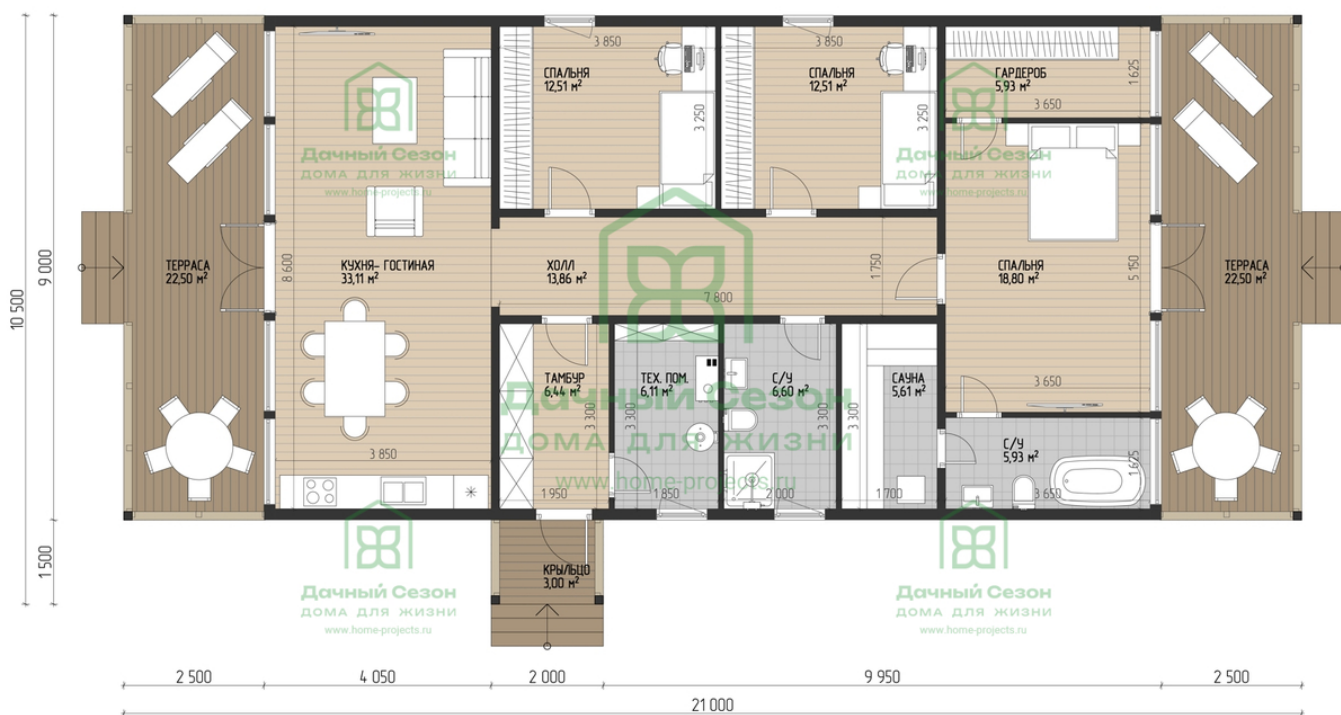 3 850
3 850
СПАЛЬНЯ
12,51 м²
3 250
СПАЛЬНЯ
12,51 м²
3 250
ГАРДЕРОБ
5,93 м²
1 625
3 650
Дачный Сезон
ДОМА ДЛЯ ЖИЗНИ
www.home-projects.ru
Дачный Сезон
ДОМА ДЛЯ ЖИЗНИ
www.home-projects.ru
10 500
9 000
ТЕРРАСА
22,50 м²
8 600
КУХНЯ- ГОСТИНАЯ
33,11 м²
ХОЛЛ
13,86 м²
7 800
1 750
СПАЛЬНЯ
18,80 м²
5 150
ТЕРРАСА
22,50 м²
ТАМБУР
6,44 м²
3 300
ТЕХ. ПОМ.
6,11 м²
3 300
С/У
6,60 м²
3 300
САУНА
5,61 м²
3 300
3 650
Дачный Сезон
ДОМА ДЛЯ ЖИЗНИ
www.home-projects.ru
3 850
1 950
1 850
2 000
1700
С/У
5,93 м²
1 625
3 650
1 500
КРЫЛЬЦО
3,00 м²
Дачный Сезон
ДОМА ДЛЯ ЖИЗНИ
www.home-projects.ru
Дачный Сезон
ДОМА ДЛЯ ЖИЗНИ
www.home-projects.ru
2 500
4 050
2 000
9 950
2 500
21 000